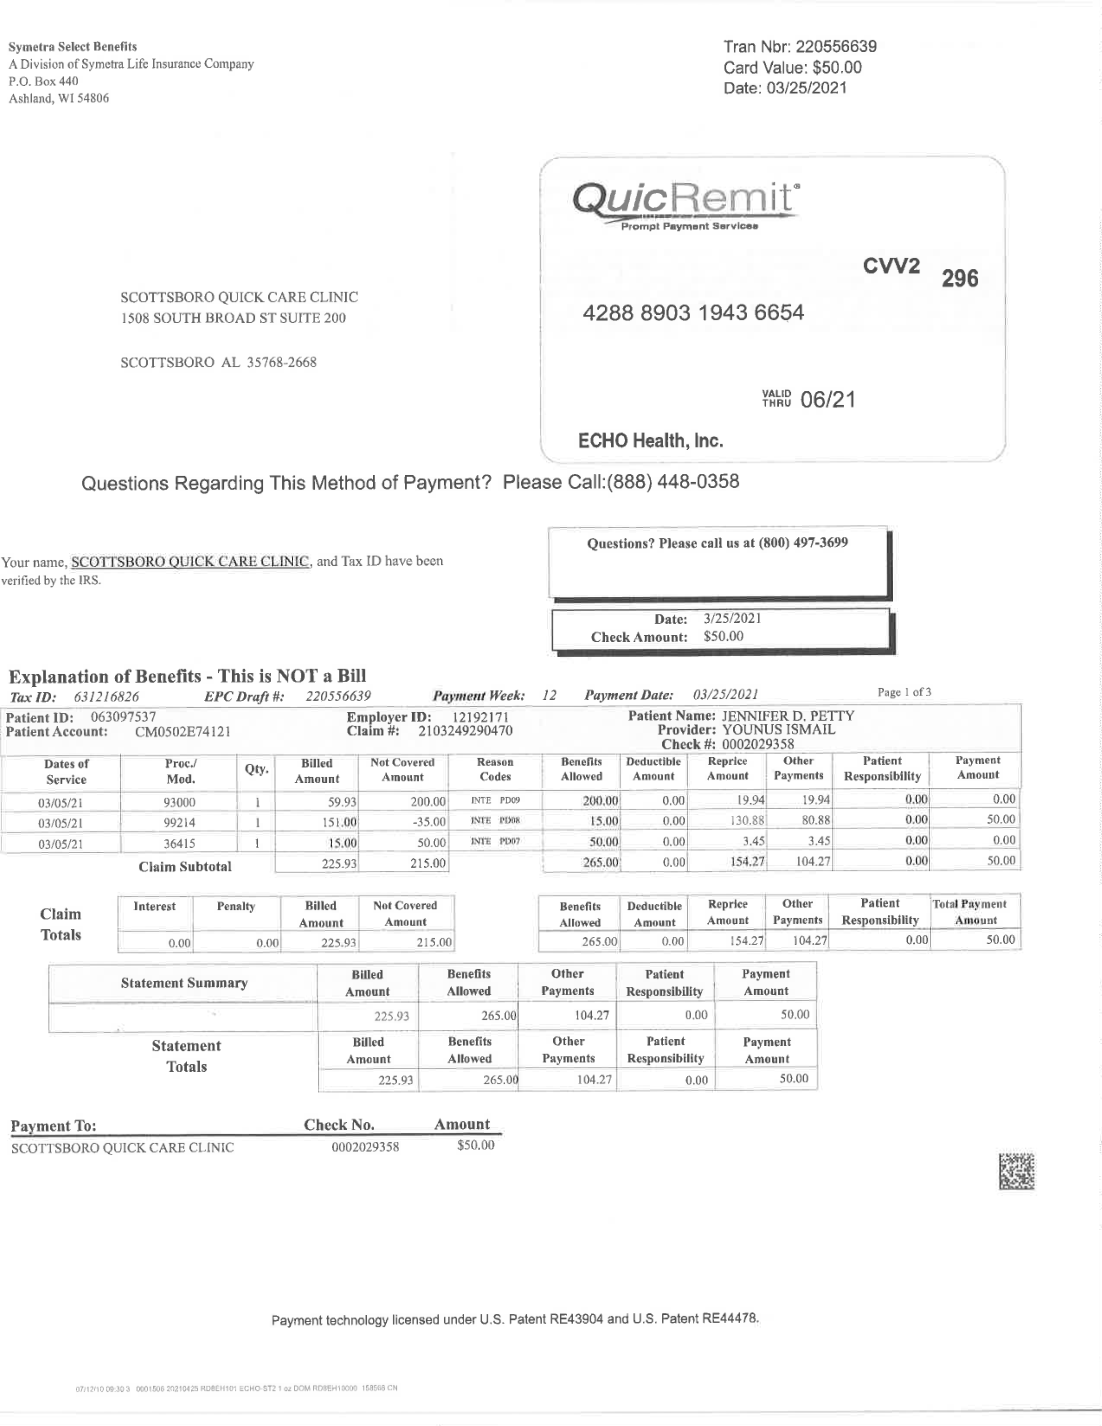 Symetra Select Benefits
A Division of Symetra Life Insurance Company
P.O. Box 440
Ashland, WI 54806
Tran Nbr: 220556639
Card Value: $50.00
Date: 03/25/2021
QuicRemit®
Prompt Payment Services
CVV2 296
4288 8903 1943 6654
VALID THRU 06/21
ECHO Health, Inc.
SCOTTSBORO QUICK CARE CLINIC
1508 SOUTH BROAD ST SUITE 200
SCOTTSBORO AL 35768-2668
Questions Regarding This Method of Payment? Please Call:(888) 448-0358
Your name, SCOTTSBORO QUICK CARE CLINIC, and Tax ID have been
verified by the IRS.
Questions? Please call us at (800) 497-3699
Date: 3/25/2021
Check Amount: $50.00
Explanation of Benefits - This is NOT a Bill
Tax ID: 631216826 EPC Draft #: 220556639 Payment Week: 12 Payment Date: 03/25/2021 Page 1 of 3
Patient ID: 063097537 Employer ID: 12192171 Patient Name: JENNIFER D. PETTY
Patient Account: CM0502E74121 Claim #: 2103249290470 Provider: YOUNUS ISMAIL
Check #: 0002029358
Dates of Service Proc./ Mod. Qty. Billed Amount Not Covered Amount Reason Codes Benefits Allowed Deductible Amount Reprice Amount Other Payments Patient Responsibility Payment Amount
03/05/21 93000 1 59.93 200.00 INTE PD09 200.00 0.00 19.94 19.94 0.00 0.00
03/05/21 99214 1 151.00 -35.00 INTE PD08 15.00 0.00 130.88 80.88 0.00 50.00
03/05/21 36415 1 15.00 50.00 INTE PD07 50.00 0.00 3.45 3.45 0.00 0.00
Claim Subtotal 225.93 215.00 265.00 0.00 154.27 104.27 0.00 50.00
Claim Totals Interest Penalty Billed Amount Not Covered Amount Benefits Allowed Deductible Amount Reprice Amount Other Payments Patient Responsibility Total Payment Amount
0.00 0.00 225.93 215.00 265.00 0.00 154.27 104.27 0.00 50.00
Statement Summary Billed Amount Benefits Allowed Other Payments Patient Responsibility Payment Amount
225.93 265.00 104.27 0.00 50.00
Statement Totals Billed Amount Benefits Allowed Other Payments Patient Responsibility Payment Amount
225.93 265.00 104.27 0.00 50.00
Payment To: Check No. Amount
SCOTTSBORO QUICK CARE CLINIC 0002029358 $50.00
Payment technology licensed under U.S. Patent RE43904 and U.S. Patent RE44478.